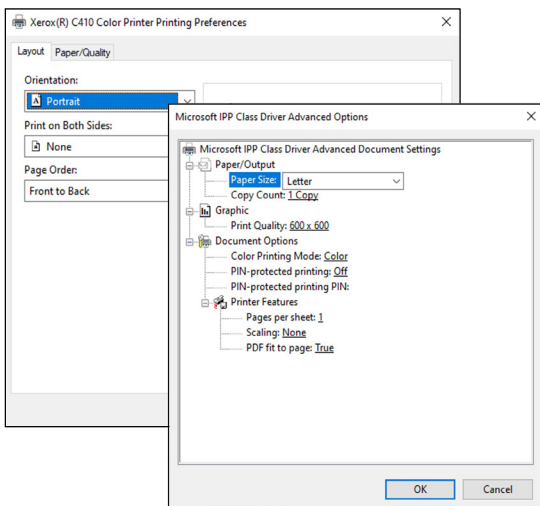 Xerox(R) C410 Color Printer Printing Preferences
Layout Paper/Quality
Orientation:
Portrait
Print on Both Sides:
None
Page Order:
Front to Back
Microsoft IPP Class Driver Advanced Options
Microsoft IPP Class Driver Advanced Document Settings
Paper/Output
Paper Size: Letter
Copy Count: 1 Copy
Graphic
Print Quality: 600 x 600
Document Options
Color Printing Mode: Color
PIN-protected printing: Off
PIN-protected printing PIN:
Printer Features
Pages per sheet: 1
Scaling: None
PDF fit to page: True
OK Cancel